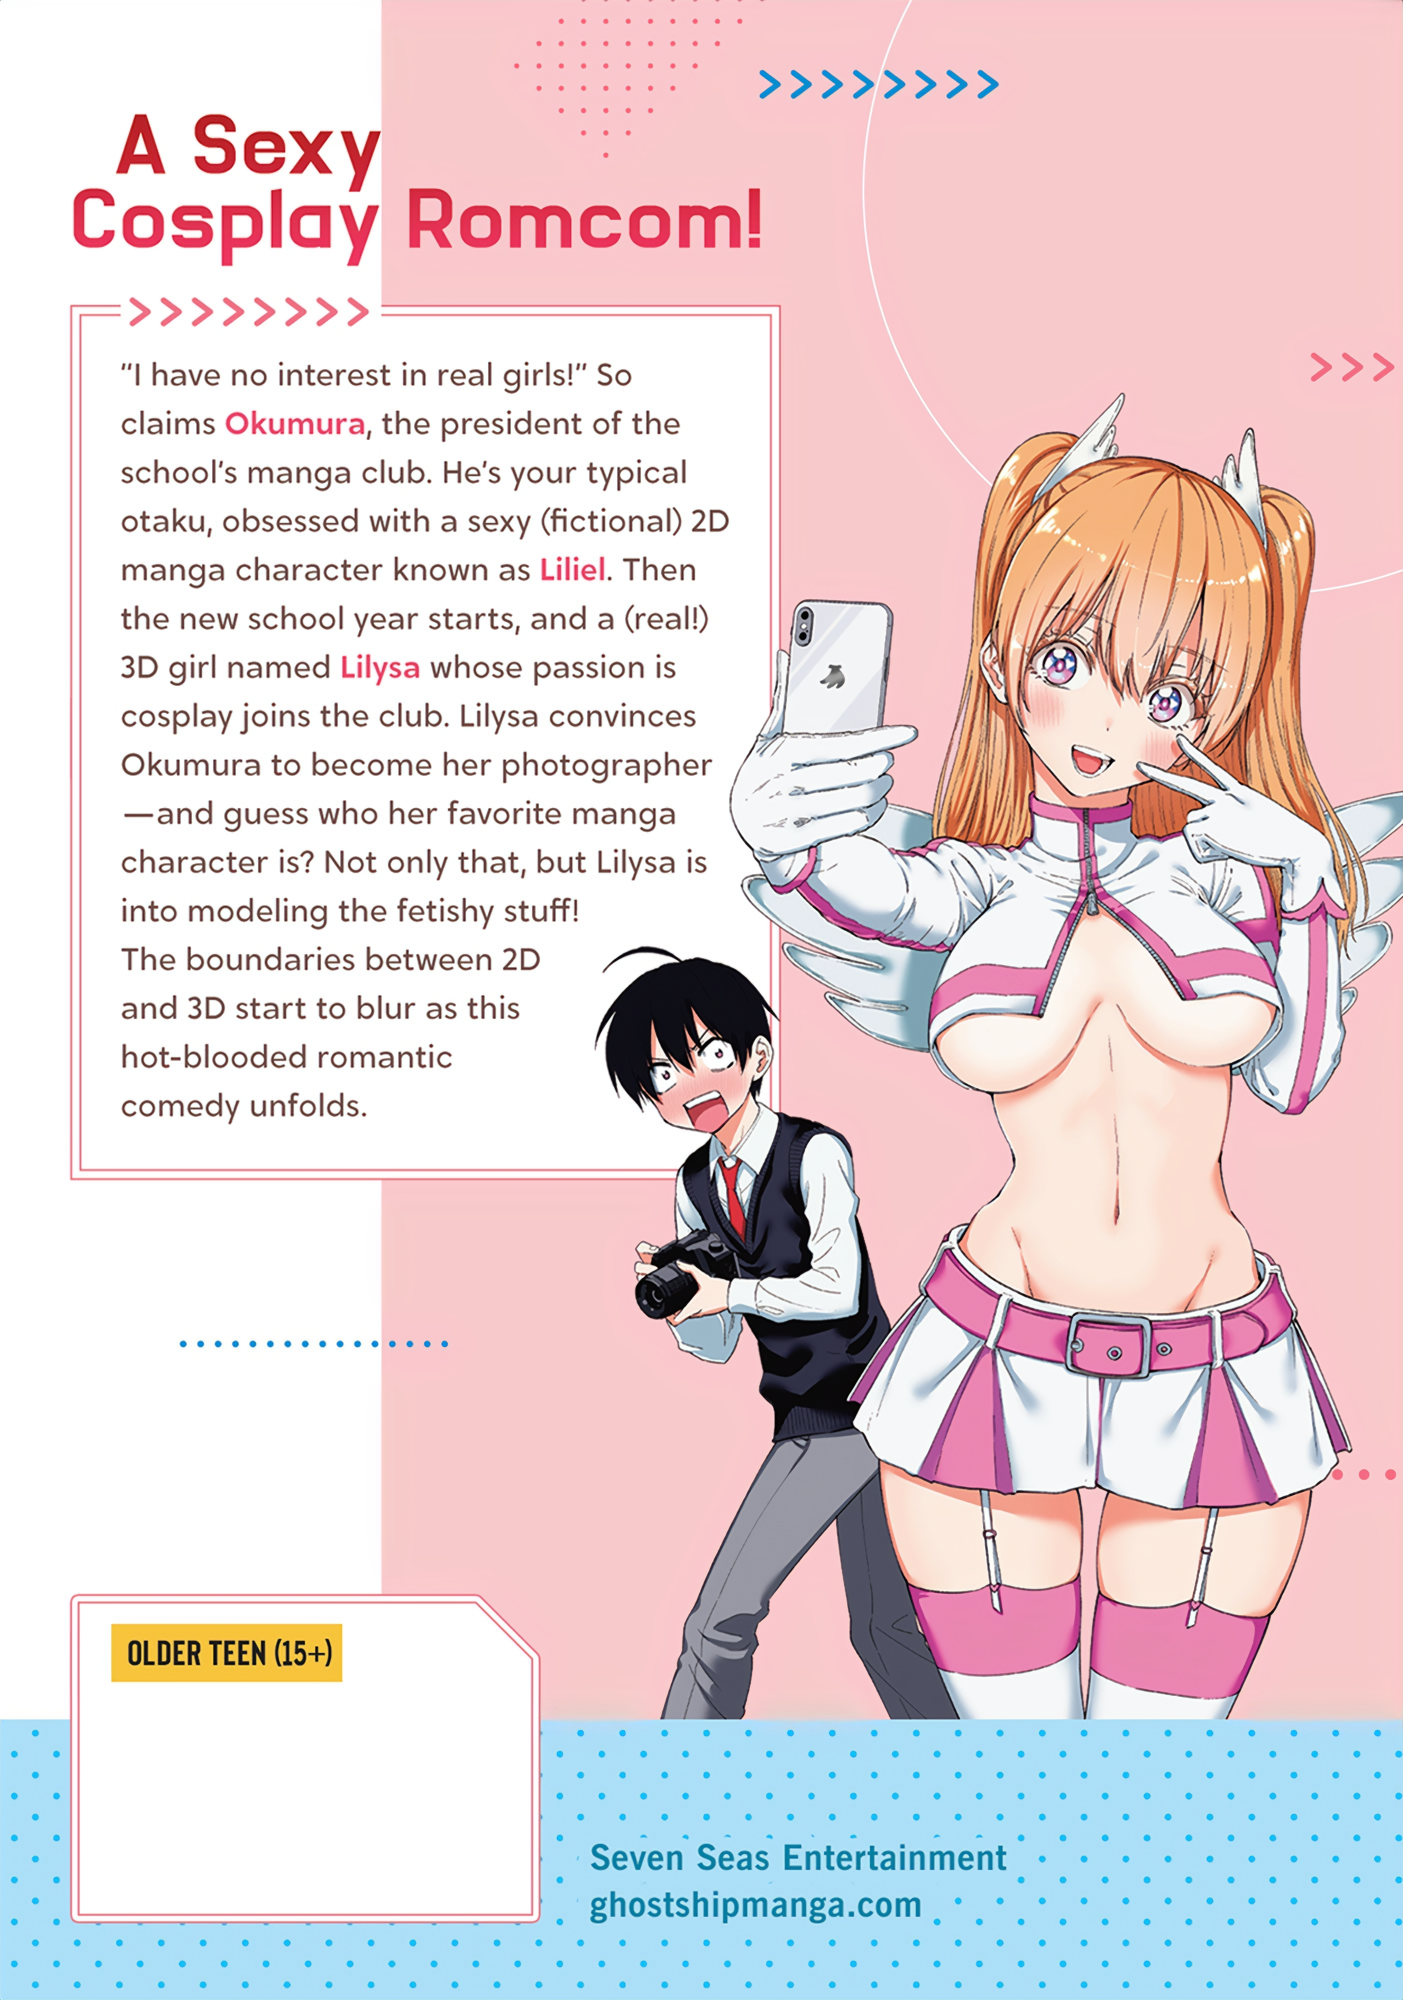 A Sexy
Cosplay Romcom!
“I have no interest in real girls!” So
claims Okumura, the president of the
school’s manga club. He’s your typical
otaku, obsessed with a sexy (fictional) 2D
manga character known as Liliel. Then
the new school year starts, and a (real!)
3D girl named Lilysa whose passion is
cosplay joins the club. Lilysa convinces
Okumura to become her photographer
—and guess who her favorite manga
character is? Not only that, but Lilysa is
into modeling the fetishy stuff!
The boundaries between 2D
and 3D start to blur as this
hot-blooded romantic
comedy unfolds.
OLDER TEEN (15+)
Seven Seas Entertainment
ghostshipmanga.com